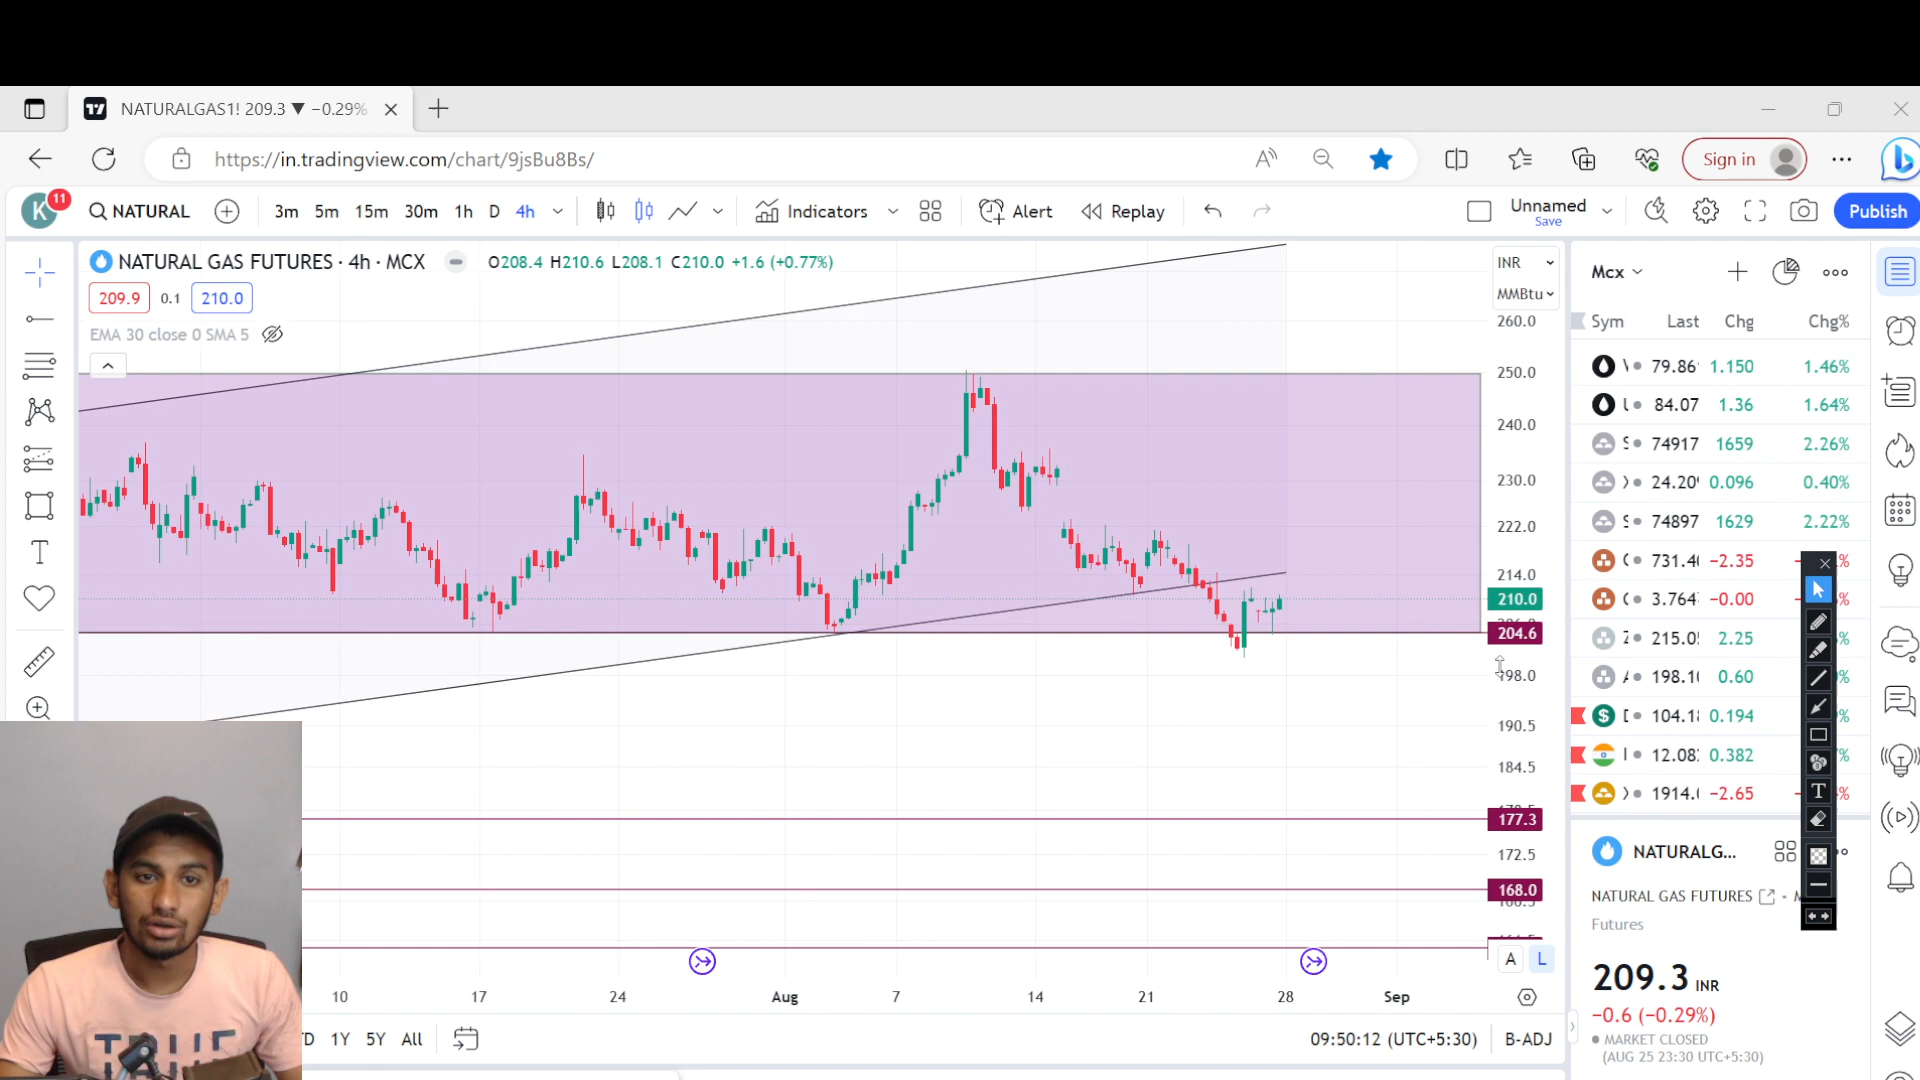 NATURALGAS1! 209.3 ▼ −0.29%
https://in.tradingview.com/chart/9jsBu8Bs/
Sign in
K 11 NATURAL 3m 5m 15m 30m 1h D 4h Indicators Alert Replay Unnamed Save Publish
NATURAL GAS FUTURES · 4h · MCX O208.4 H210.6 L208.1 C210.0 +1.6 (+0.77%)
209.9 0.1 210.0
EMA 30 close 0 SMA 5
INR
MMBtu
260.0
250.0
240.0
230.0
222.0
214.0
210.0
204.6
198.0
190.5
184.5
177.3
172.5
168.0
A L
10 17 24 Aug 7 14 21 28 Sep
1Y 5Y All 09:50:12 (UTC+5:30) B-ADJ
Mcx
Sym Last Chg Chg%
79.86 1.150 1.46%
84.07 1.36 1.64%
74917 1659 2.26%
24.20 0.096 0.40%
74897 1629 2.22%
731.4 −2.35
3.764 −0.00
215.0 2.25
198.1 0.60
104.1 0.194
12.08 0.382
1914. −2.65
T
NATURALG...
NATURAL GAS FUTURES
Futures
209.3 INR
−0.6 (−0.29%)
MARKET CLOSED
(AUG 25 23:30 UTC+5:30)
TRUE